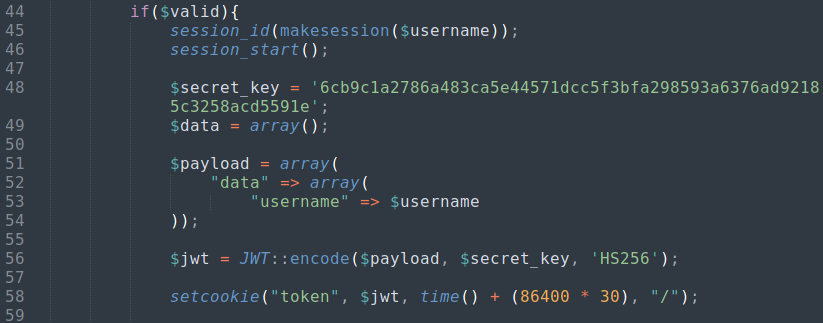 44 if($valid){
45 session_id(makesession($username));
46 session_start();
47
48 $secret_key = '6cb9c1a2786a483ca5e44571dcc5f3bfa298593a6376ad9218
5c3258acd5591e';
49 $data = array();
50
51 $payload = array(
52 "data" => array(
53 "username" => $username
54 ));
55
56 $jwt = JWT::encode($payload, $secret_key, 'HS256');
57
58 setcookie("token", $jwt, time() + (86400 * 30), "/");
59